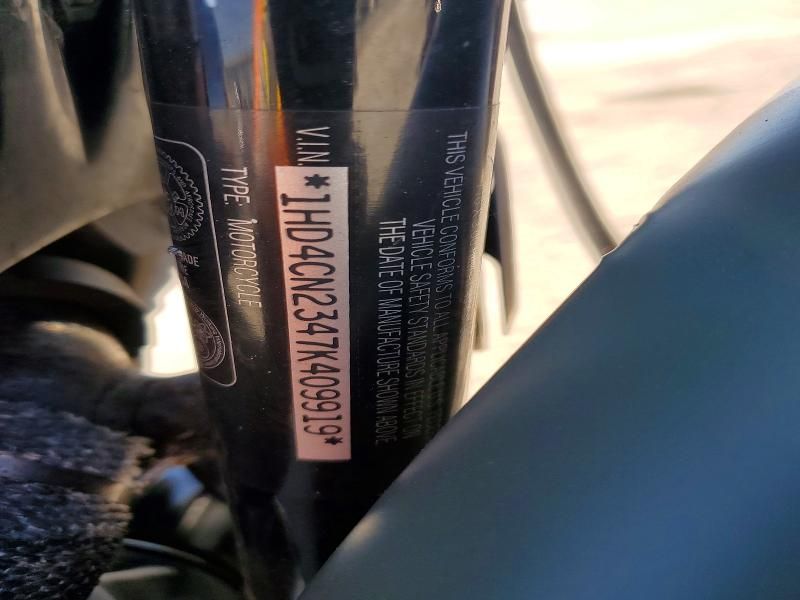 THIS VEHICLE CONFORMS TO ALL
VEHICLE SAFETY STANDARDS IN EFFECT ON
THE DATE OF MANUFACTURE SHOWN ABOVE
V.I.N.
*1HD4CN2347K409919*
TYPE: MOTORCYCLE